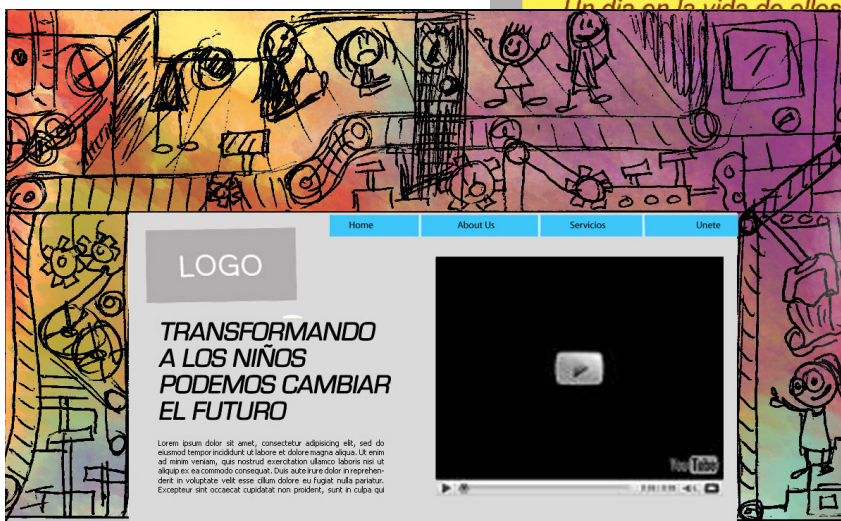 Un dia en la vida de ellos
Home About Us Servicios Unete
LOGO
TRANSFORMANDO
A LOS NIÑOS
PODEMOS CAMBIAR
EL FUTURO
Lorem ipsum dolor sit amet, consectetur adipisicing elit, sed do
eiusmod tempor incididunt ut labore et dolore magna aliqua. Ut enim
ad minim veniam, quis nostrud exercitation ullamco laboris nisi ut
aliquip ex ea commodo consequat. Duis aute irure dolor in reprehen-
derit in voluptate velit esse cillum dolore eu fugiat nulla pariatur.
Excepteur sint occaecat cupidatat non proident, sunt in culpa qui
YouTube